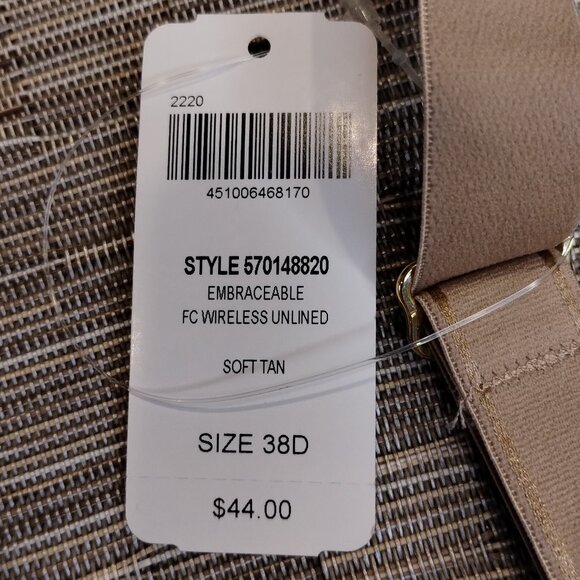 2220
451006468170
STYLE 570148820
EMBRACEABLE
FC WIRELESS UNLINED
SOFT TAN
SIZE 38D
$44.00